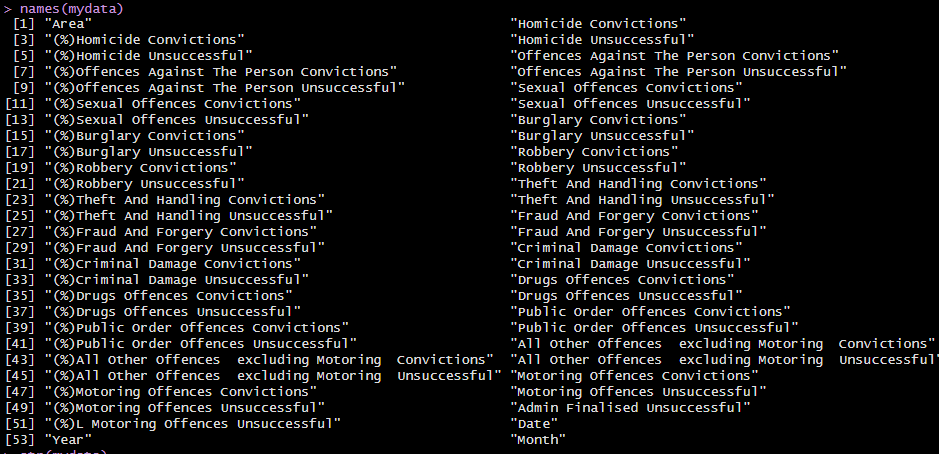 > names(mydata)
[1] "Area" "Homicide Convictions"
[3] "(%)Homicide Convictions" "Homicide Unsuccessful"
[5] "(%)Homicide Unsuccessful" "Offences Against The Person Convictions"
[7] "(%)Offences Against The Person Convictions" "Offences Against The Person Unsuccessful"
[9] "(%)Offences Against The Person Unsuccessful" "Sexual Offences Convictions"
[11] "(%)Sexual Offences Convictions" "Sexual Offences Unsuccessful"
[13] "(%)Sexual Offences Unsuccessful" "Burglary Convictions"
[15] "(%)Burglary Convictions" "Burglary Unsuccessful"
[17] "(%)Burglary Unsuccessful" "Robbery Convictions"
[19] "(%)Robbery Convictions" "Robbery Unsuccessful"
[21] "(%)Robbery Unsuccessful" "Theft And Handling Convictions"
[23] "(%)Theft And Handling Convictions" "Theft And Handling Unsuccessful"
[25] "(%)Theft And Handling Unsuccessful" "Fraud And Forgery Convictions"
[27] "(%)Fraud And Forgery Convictions" "Fraud And Forgery Unsuccessful"
[29] "(%)Fraud And Forgery Unsuccessful" "Criminal Damage Convictions"
[31] "(%)Criminal Damage Convictions" "Criminal Damage Unsuccessful"
[33] "(%)Criminal Damage Unsuccessful" "Drugs Offences Convictions"
[35] "(%)Drugs Offences Convictions" "Drugs Offences Unsuccessful"
[37] "(%)Drugs Offences Unsuccessful" "Public Order Offences Convictions"
[39] "(%)Public Order Offences Convictions" "Public Order Offences Unsuccessful"
[41] "(%)Public Order Offences Unsuccessful" "All Other Offences  excluding Motoring  Convictions"
[43] "(%)All Other Offences  excluding Motoring  Convictions" "All Other Offences  excluding Motoring  Unsuccessful"
[45] "(%)All Other Offences  excluding Motoring  Unsuccessful" "Motoring Offences Convictions"
[47] "(%)Motoring Offences Convictions" "Motoring Offences Unsuccessful"
[49] "(%)Motoring Offences Unsuccessful" "Admin Finalised Unsuccessful"
[51] "(%)L Motoring Offences Unsuccessful" "Date"
[53] "Year" "Month"